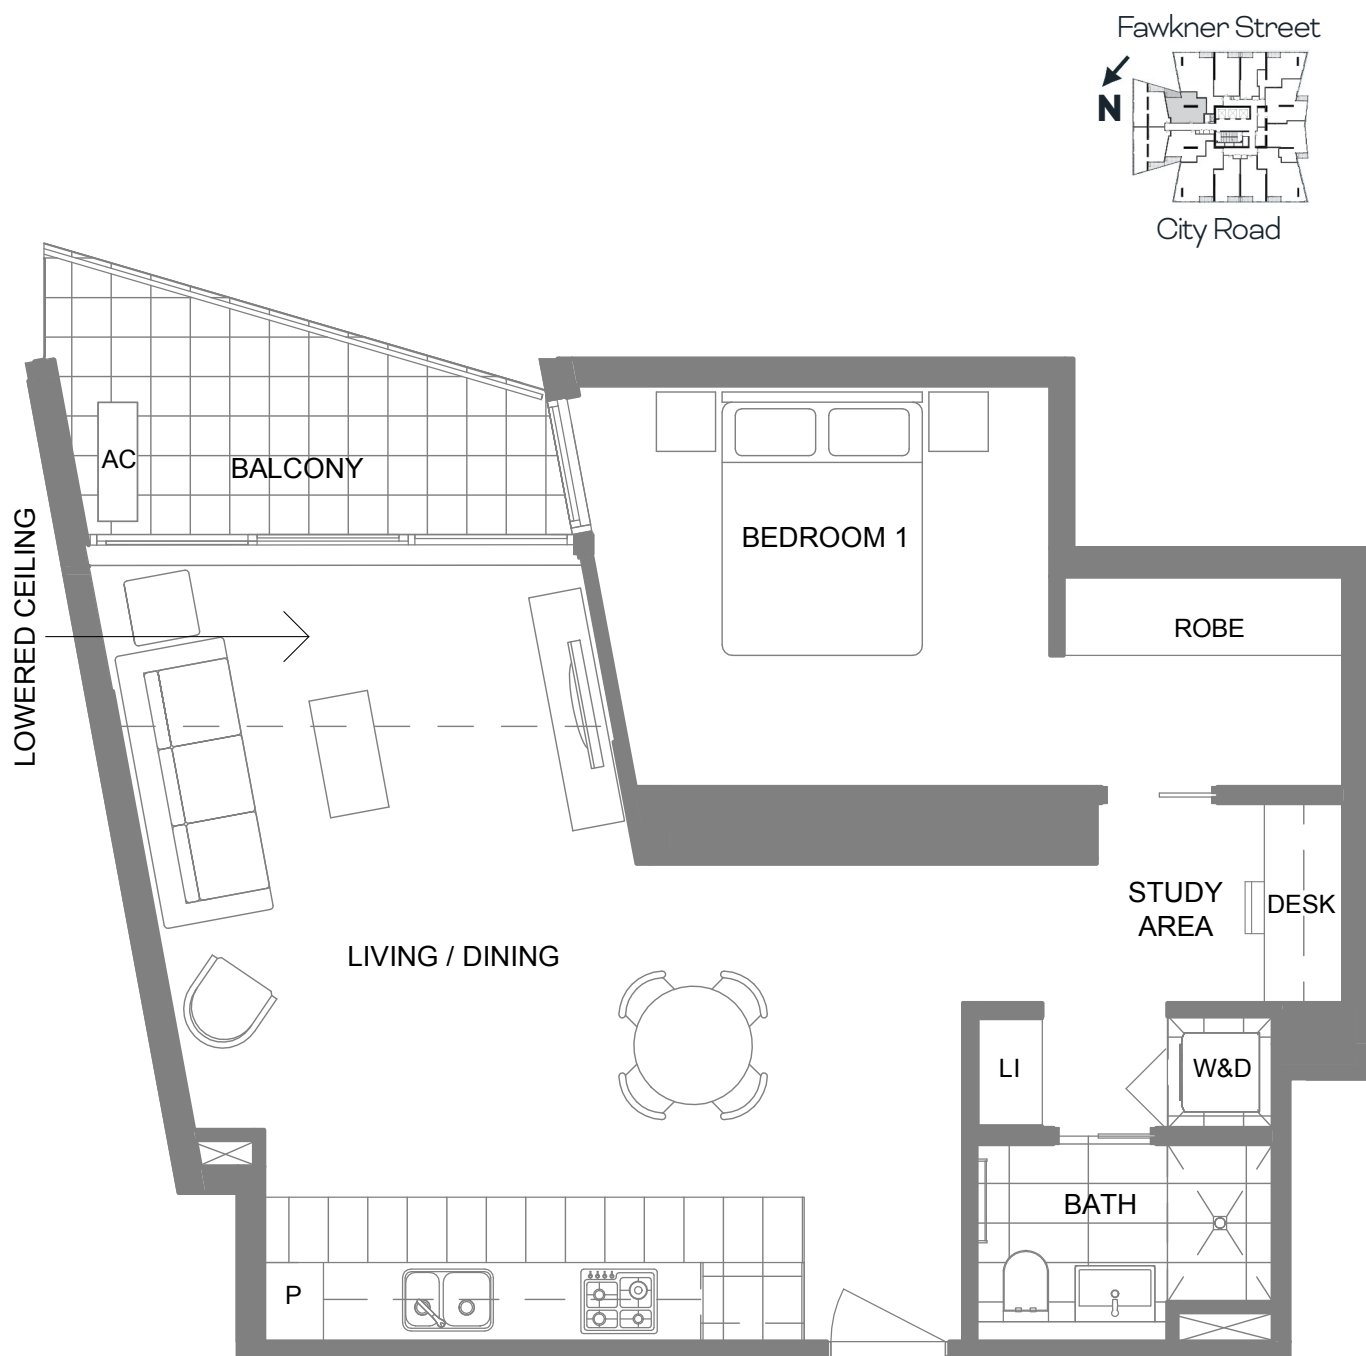 Fawkner Street
N
City Road
AC
BALCONY
LOWERED CEILING
BEDROOM 1
ROBE
STUDY
AREA
DESK
LIVING / DINING
LI
W&D
BATH
P